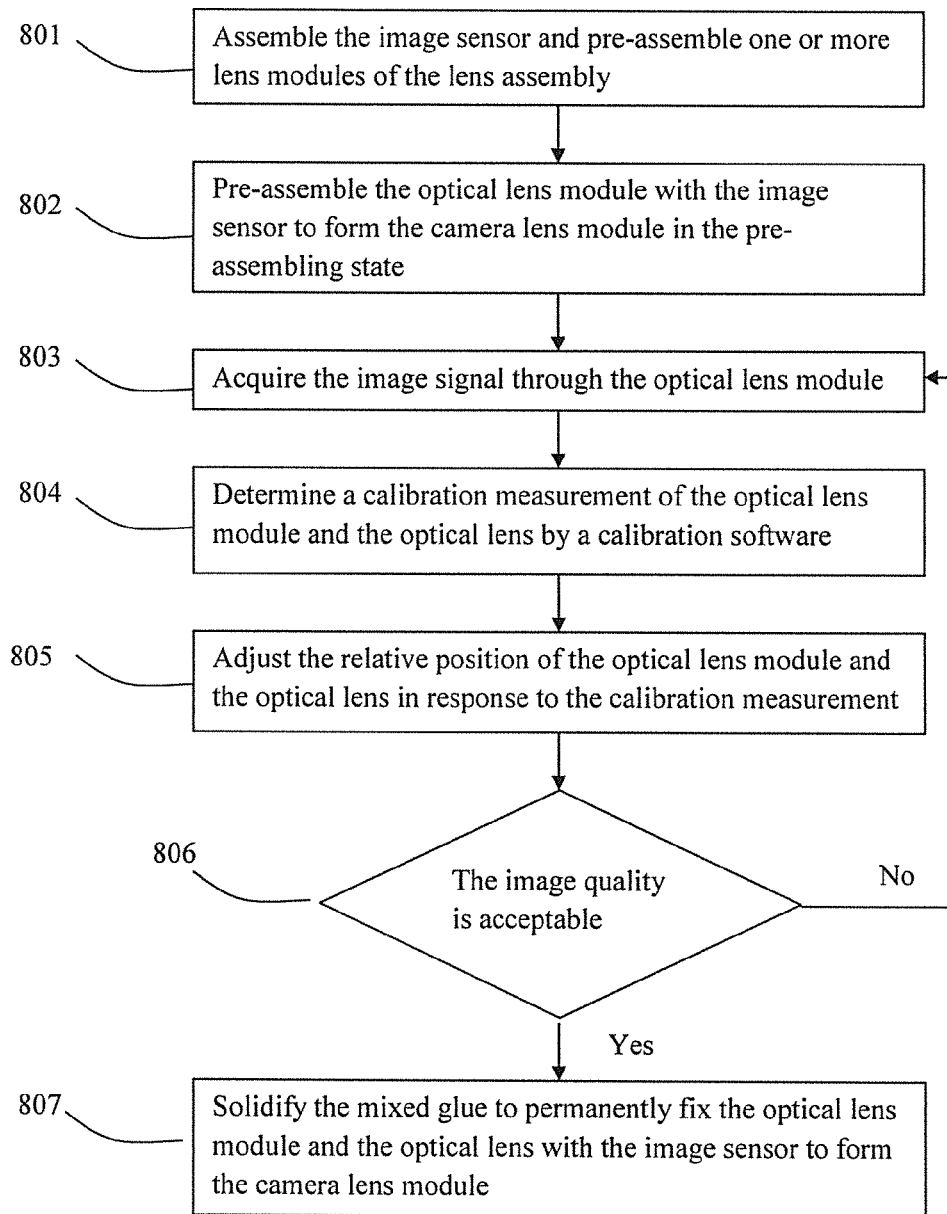 801
Assemble the image sensor and pre-assemble one or more
lens modules of the lens assembly
802
Pre-assemble the optical lens module with the image
sensor to form the camera lens module in the pre-
assembling state
803
Acquire the image signal through the optical lens module
804
Determine a calibration measurement of the optical lens
module and the optical lens by a calibration software
805
Adjust the relative position of the optical lens module and
the optical lens in response to the calibration measurement
806
The image quality
is acceptable
No
Yes
807
Solidify the mixed glue to permanently fix the optical lens
module and the optical lens with the image sensor to form
the camera lens module